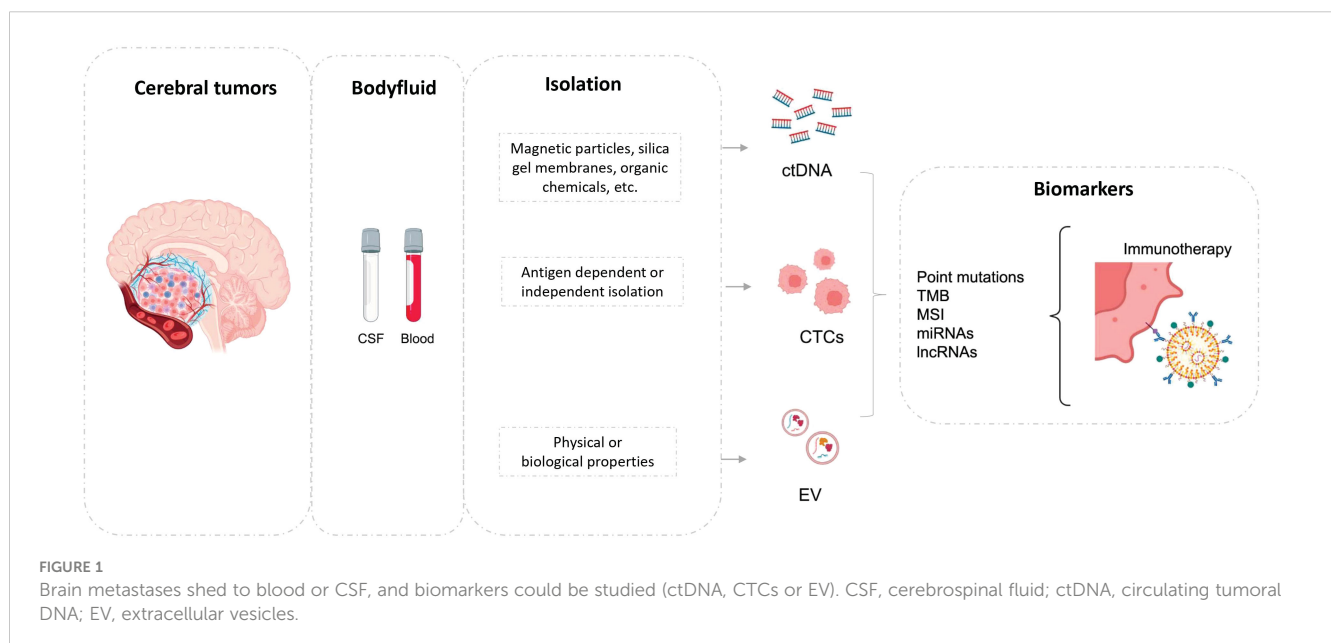 Cerebral tumors
Bodyfluid
Isolation
CSF
Blood
Magnetic particles, silica
gel membranes, organic
chemicals, etc.
Antigen dependent or
independent isolation
Physical or
biological properties
ctDNA
CTCs
EV
Biomarkers
Point mutations
TMB
MSI
miRNAs
lncRNAs
Immunotherapy
FIGURE 1
Brain metastases shed to blood or CSF, and biomarkers could be studied (ctDNA, CTCs or EV). CSF, cerebrospinal fluid; ctDNA, circulating tumoral
DNA; EV, extracellular vesicles.